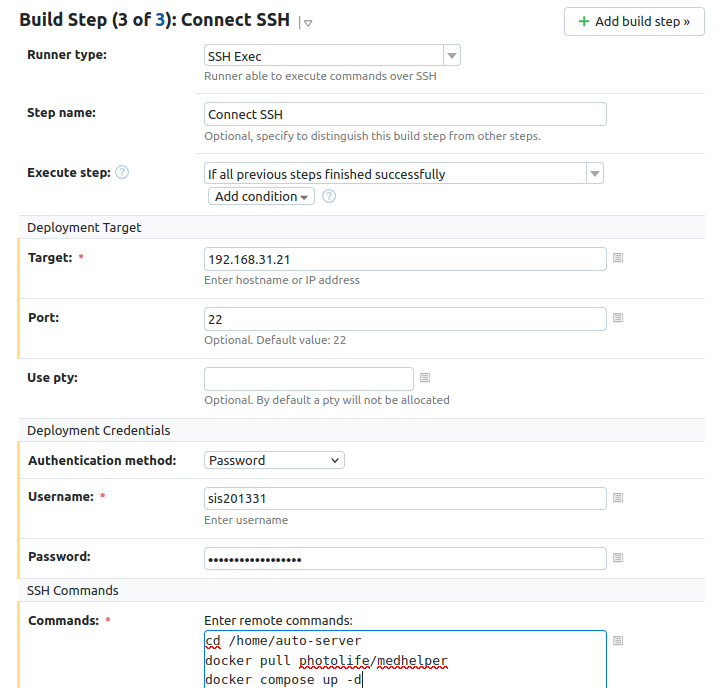 Build Step (3 of 3): Connect SSH |
+ Add build step »
Runner type:
SSH Exec
Runner able to execute commands over SSH
Step name:
Connect SSH
Optional, specify to distinguish this build step from other steps.
Execute step: ?
If all previous steps finished successfully
Add condition ?
Deployment Target
Target: *
192.168.31.21
Enter hostname or IP address
Port:
22
Optional. Default value: 22
Use pty:
Optional. By default a pty will not be allocated
Deployment Credentials
Authentication method:
Password
Username: *
sis201331
Enter username
Password:
••••••••••••••••••
SSH Commands
Commands: *
Enter remote commands:
cd /home/auto-server
docker pull photolife/medhelper
docker compose up -d